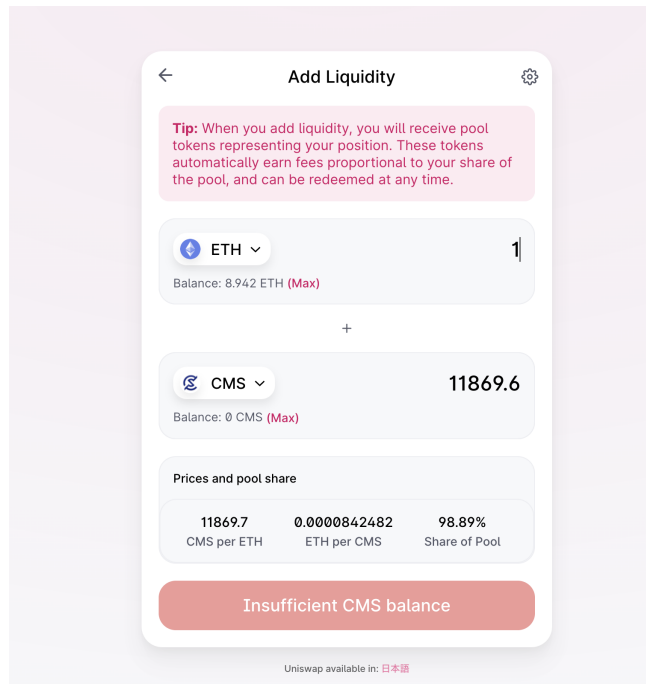 Add Liquidity
Tip: When you add liquidity, you will receive pool
tokens representing your position. These tokens
automatically earn fees proportional to your share of
the pool, and can be redeemed at any time.
ETH
1
Balance: 8.942 ETH (Max)
+
CMS
11869.6
Balance: 0 CMS (Max)
Prices and pool share
11869.7 0.0000842482 98.89%
CMS per ETH ETH per CMS Share of Pool
Insufficient CMS balance
Uniswap available in: 日本語